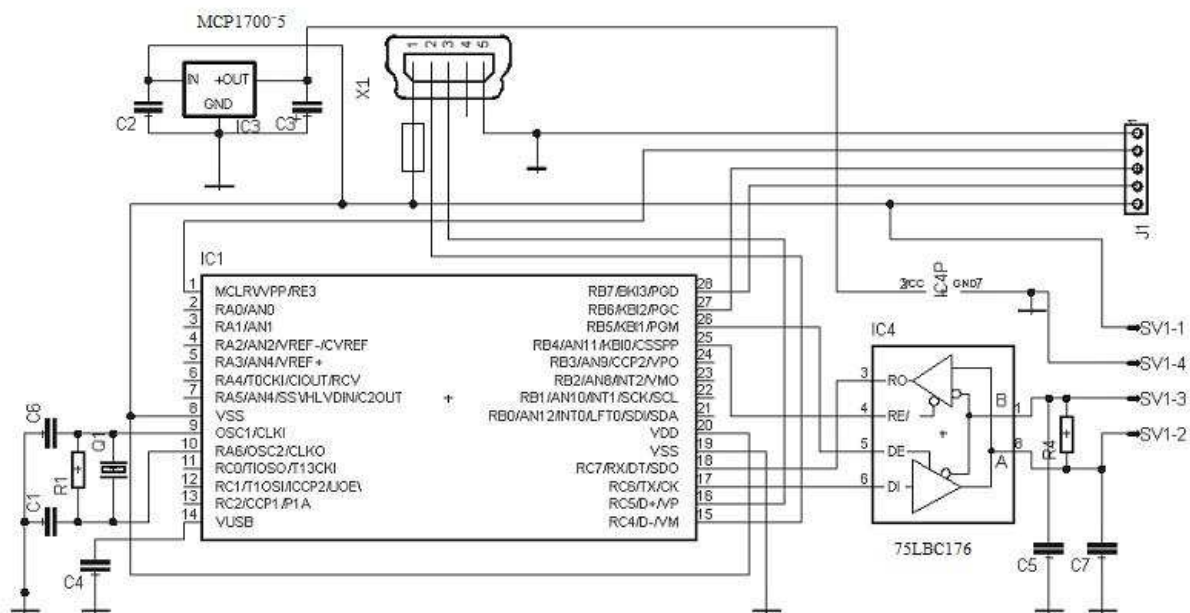 MCP1700-5
X1
1 2 3 4 5
IN +OUT
GND
C2
IC3
C3
J1
IC1
1 MCLR\/VPP/RE3
2 RA0/AN0
3 RA1/AN1
4 RA2/AN2/VREF-/CVREF
5 RA3/AN4/VREF+
6 RA4/T0CKI/CIOUT/RCV
7 RA5/AN4/SS\/HLVDIN/C2OUT
8 VSS
9 OSC1/CLKI
10 RA6/OSC2/CLKO
11 RC0/TIOSO/T13CKI
12 RC1/T1OSI/ICCP2/UOE\
13 RC2/CCP1/P1A
14 VUSB
RB7/BKI3/PGD 28
RB6/KBI2/PGC 27
RB5/KBI1/PGM 26
RB4/AN11/KBI0/CSSPP 25
RB3/AN9/CCP2/VPO 24
RB2/AN8/INT2/VMO 23
RB1/AN10/INT1/SCK/SCL 22
RB0/AN12/INT0/LFT0/SDI/SDA 21
VDD 20
VSS 19
RC7/RX/DT/SDO 18
RC6/TX/CK 17
RC5/D+/VP 16
RC4/D-/VM 15
C6
R1
Q1
C1
C4
IC4P
GND7
IC4
3 RO
4 RE/
5 DE
6 DI
B 1
A 8
75LBC176
R4
C5
C7
SV1-1
SV1-4
SV1-3
SV1-2